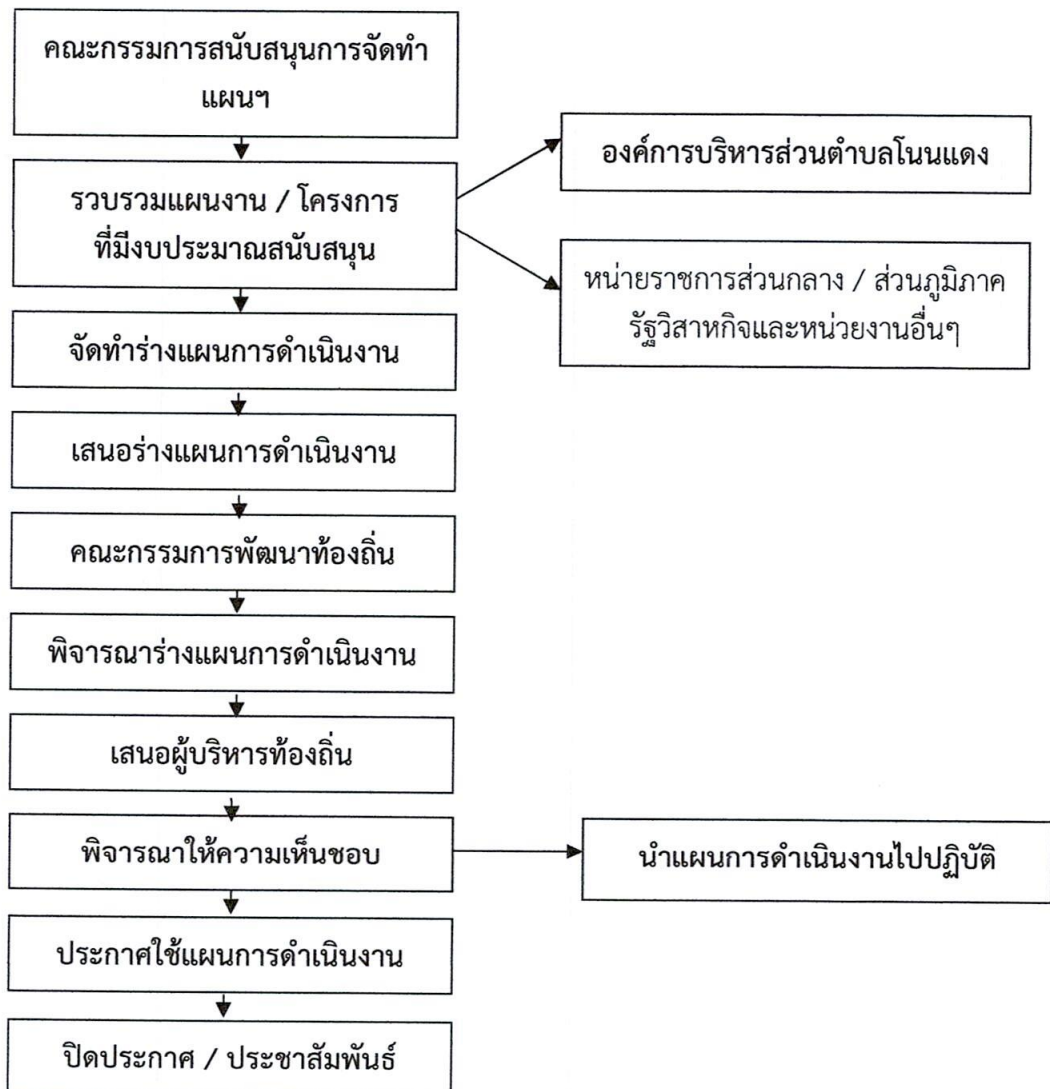 คณะกรรมการสนับสนุนการจัดทำ
แผนฯ
องค์การบริหารส่วนตำบลโนนแดง
รวบรวมแผนงาน / โครงการ
ที่มีงบประมาณสนับสนุน
หน่ายราชการส่วนกลาง / ส่วนภูมิภาค
รัฐวิสาหกิจและหน่วยงานอื่นๆ
จัดทำร่างแผนการดำเนินงาน
เสนอร่างแผนการดำเนินงาน
คณะกรรมการพัฒนาท้องถิ่น
พิจารณาร่างแผนการดำเนินงาน
เสนอผู้บริหารท้องถิ่น
พิจารณาให้ความเห็นชอบ
นำแผนการดำเนินงานไปปฏิบัติ
ประกาศใช้แผนการดำเนินงาน
ปิดประกาศ / ประชาสัมพันธ์